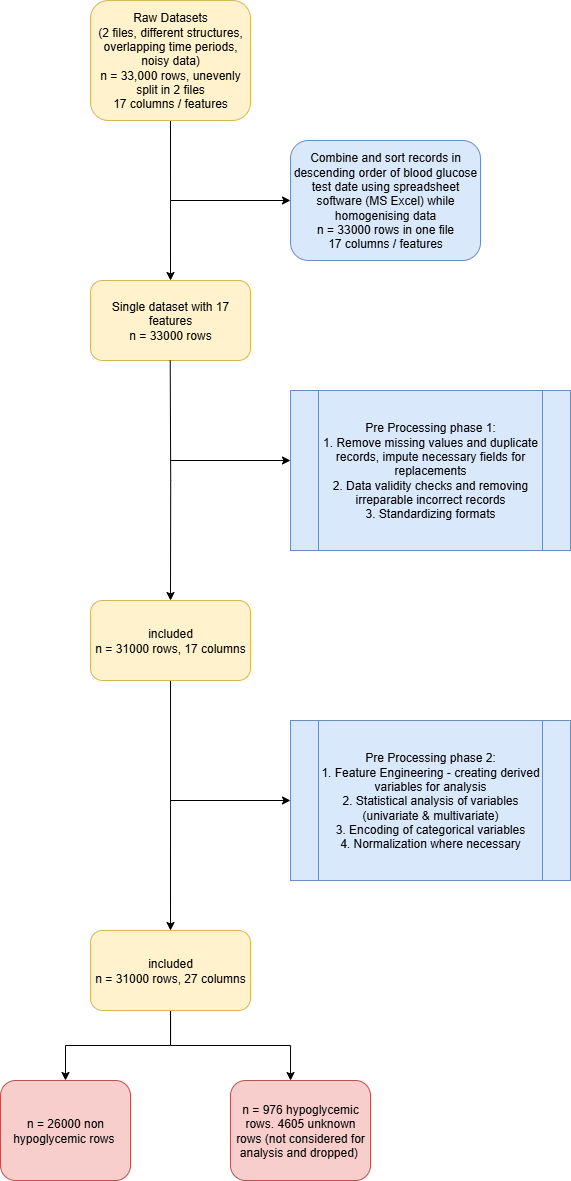 Raw Datasets
(2 files, different structures,
overlapping time periods,
noisy data)
n = 33,000 rows, unevenly
split in 2 files
17 columns / features
Combine and sort records in
descending order of blood glucose
test date using spreadsheet
software (MS Excel) while
homogenising data
n = 33000 rows in one file
17 columns / features
Single dataset with 17
features
n = 33000 rows
Pre Processing phase 1:
1. Remove missing values and duplicate
records, impute necessary fields for
replacements
2. Data validity checks and removing
irreparable incorrect records
3. Standardizing formats
included
n = 31000 rows, 17 columns
Pre Processing phase 2:
1. Feature Engineering - creating derived
variables for analysis
2. Statistical analysis of variables
(univariate & multivariate)
3. Encoding of categorical variables
4. Normalization where necessary
included
n = 31000 rows, 27 columns
n = 26000 non
hypoglycemic rows
n = 976 hypoglycemic
rows. 4605 unknown
rows (not considered for
analysis and dropped)